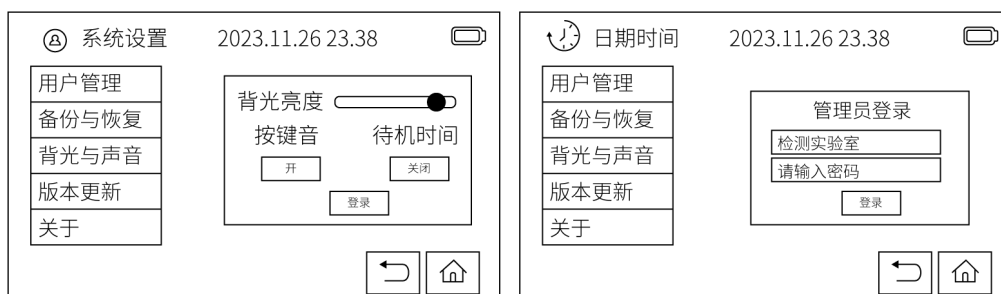 系统设置 2023.11.26 23.38
用户管理
备份与恢复
背光与声音
版本更新
关于
背光亮度
按键音 待机时间
开 关闭
登录
日期时间 2023.11.26 23.38
用户管理
备份与恢复
背光与声音
版本更新
关于
管理员登录
检测实验室
请输入密码
登录